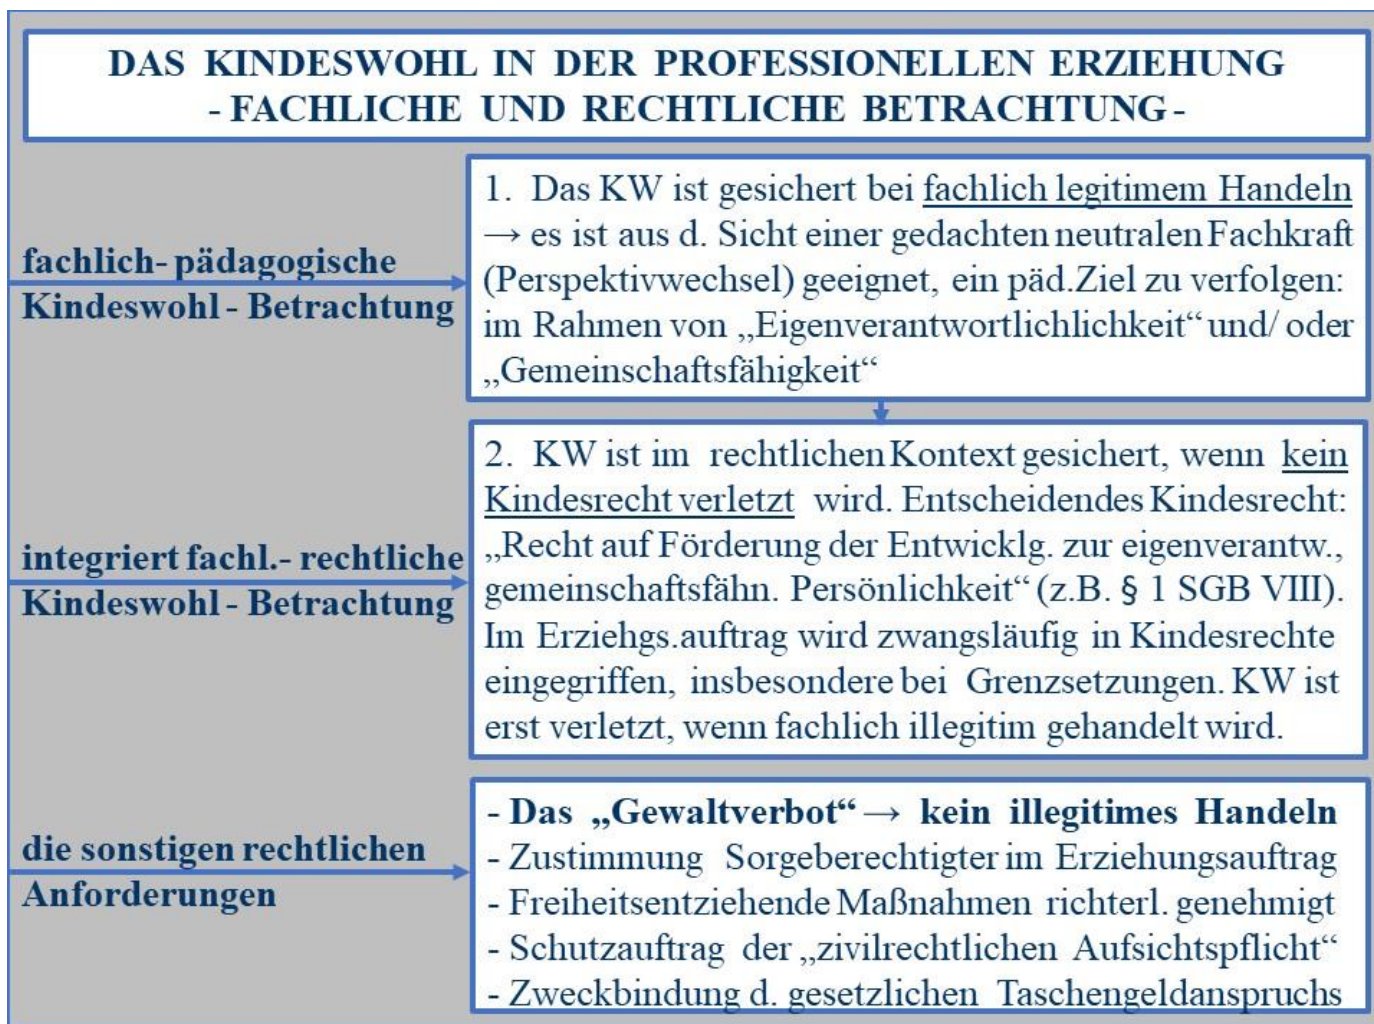 DAS KINDESWOHL IN DER PROFESSIONELLEN ERZIEHUNG
- FACHLICHE UND RECHTLICHE BETRACHTUNG -
fachlich- pädagogische
Kindeswohl - Betrachtung
1. Das KW ist gesichert bei fachlich legitimem Handeln
→ es ist aus d. Sicht einer gedachten neutralen Fachkraft
(Perspektivwechsel) geeignet, ein päd.Ziel zu verfolgen:
im Rahmen von „Eigenverantwortlichlichkeit“ und/ oder
„Gemeinschaftsfähigkeit“
integriert fachl.- rechtliche
Kindeswohl - Betrachtung
2. KW ist im rechtlichen Kontext gesichert, wenn kein
Kindesrecht verletzt wird. Entscheidendes Kindesrecht:
„Recht auf Förderung der Entwicklg. zur eigenverantw.,
gemeinschaftsfähn. Persönlichkeit“ (z.B. § 1 SGB VIII).
Im Erziehgs.auftrag wird zwangsläufig in Kindesrechte
eingegriffen, insbesondere bei Grenzsetzungen. KW ist
erst verletzt, wenn fachlich illegitim gehandelt wird.
die sonstigen rechtlichen
Anforderungen
- Das „Gewaltverbot“ → kein illegitimes Handeln
- Zustimmung Sorgeberechtigter im Erziehungsauftrag
- Freiheitsentziehende Maßnahmen richterl. genehmigt
- Schutzauftrag der „zivilrechtlichen Aufsichtspflicht“
- Zweckbindung d. gesetzlichen Taschengeldanspruchs